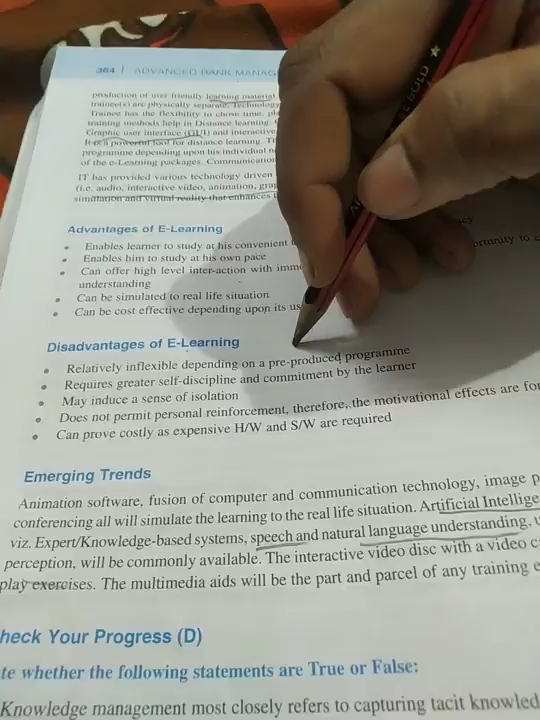 364 | ADVANCED BANK MANAG
production of user friendly learning material
trainee(s) are physically separate. Technology
Trainee has the flexibility to chose time, pl
training methods help in Distance learning.
Graphic user interface (GUI) and interactive
It is a powerful tool for distance learning. T
programme depending upon his individual n
of the e-Learning packages. Communication
IT has provided various technology driven
(i.e. audio, interactive video, animation, grap
simulation and virtual reality that enhances
Advantages of E-Learning
• Enables learner to study at his convenient
• Enables him to study at his own pace
• Can offer high level inter-action with imm
understanding
• Can be simulated to real life situation
• Can be cost effective depending upon its us
Disadvantages of E-Learning
• Relatively inflexible depending on a pre-produced programme
• Requires greater self-discipline and commitment by the learner
• May induce a sense of isolation
• Does not permit personal reinforcement, therefore, the motivational effects are for
• Can prove costly as expensive H/W and S/W are required
Emerging Trends
Animation software, fusion of computer and communication technology, image p
conferencing all will simulate the learning to the real life situation. Artificial Intellige
viz. Expert/Knowledge-based systems, speech and natural language understanding,
perception, will be commonly available. The interactive video disc with a video c
play exercises. The multimedia aids will be the part and parcel of any training e
heck Your Progress (D)
te whether the following statements are True or False:
Knowledge management most closely refers to capturing tacit knowled
BOLD